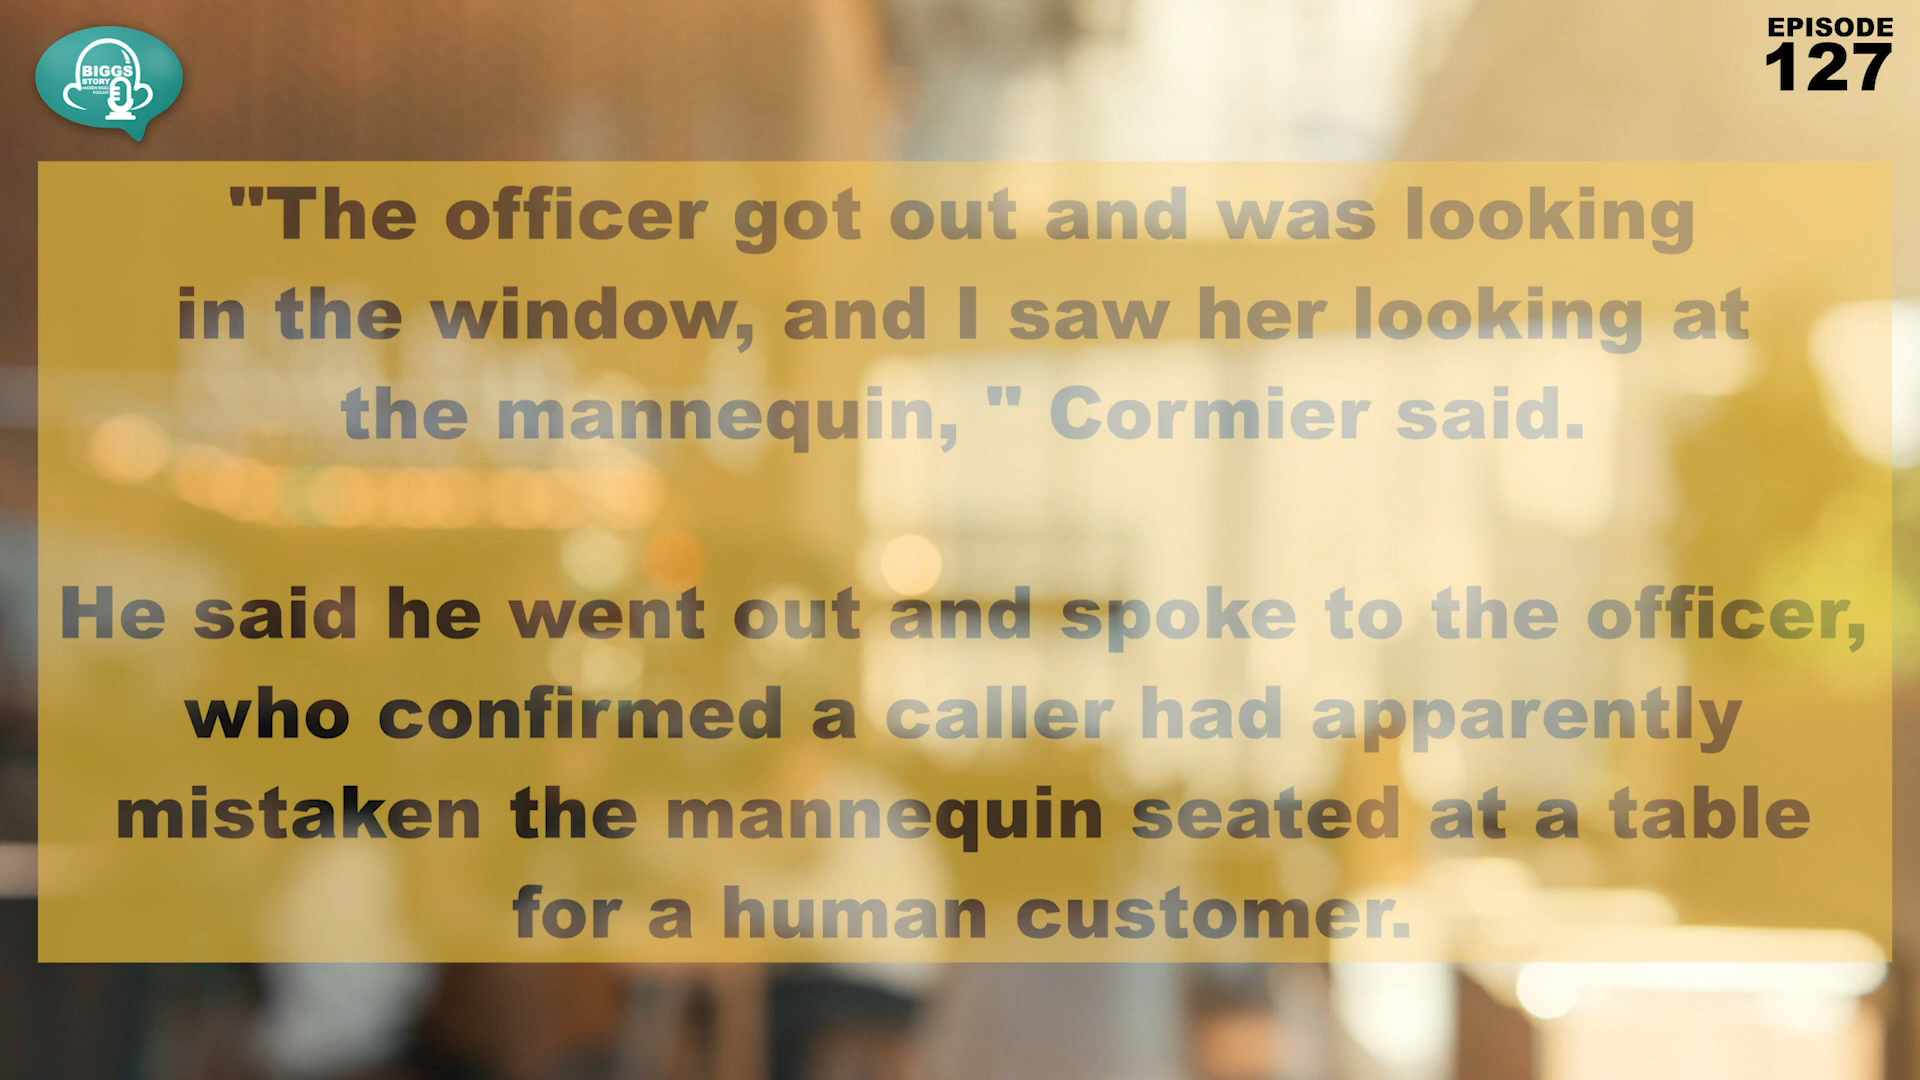 BIGGS
STORY
EPISODE
127
"The officer got out and was looking
in the window, and I saw her looking at
the mannequin, " Cormier said.
He said he went out and spoke to the officer,
who confirmed a caller had apparently
mistaken the mannequin seated at a table
for a human customer.